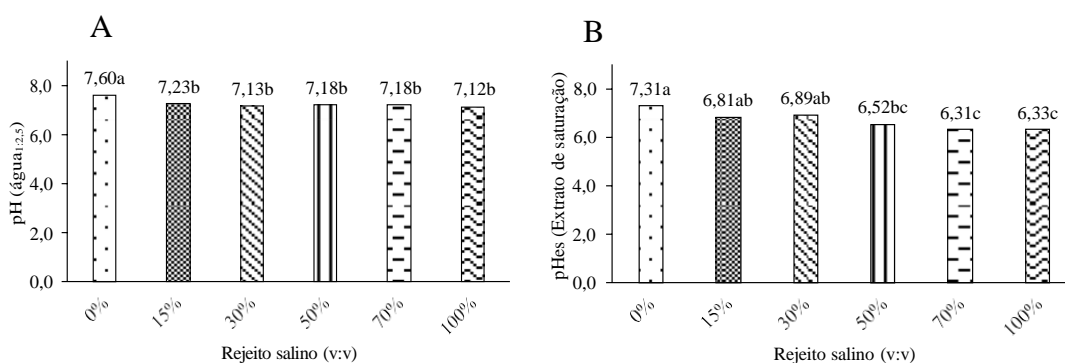 A
7,60a 7,23b 7,13b 7,18b 7,18b 7,12b
8,0
6,0
4,0
2,0
0,0
pH (água1:2,5)
0% 15% 30% 50% 70% 100%
Rejeito salino (v:v)
B
7,31a 6,81ab 6,89ab 6,52bc 6,31c 6,33c
8,0
6,0
4,0
2,0
0,0
pHes (Extrato de saturação)
0% 15% 30% 50% 70% 100%
Rejeito salino (v:v)